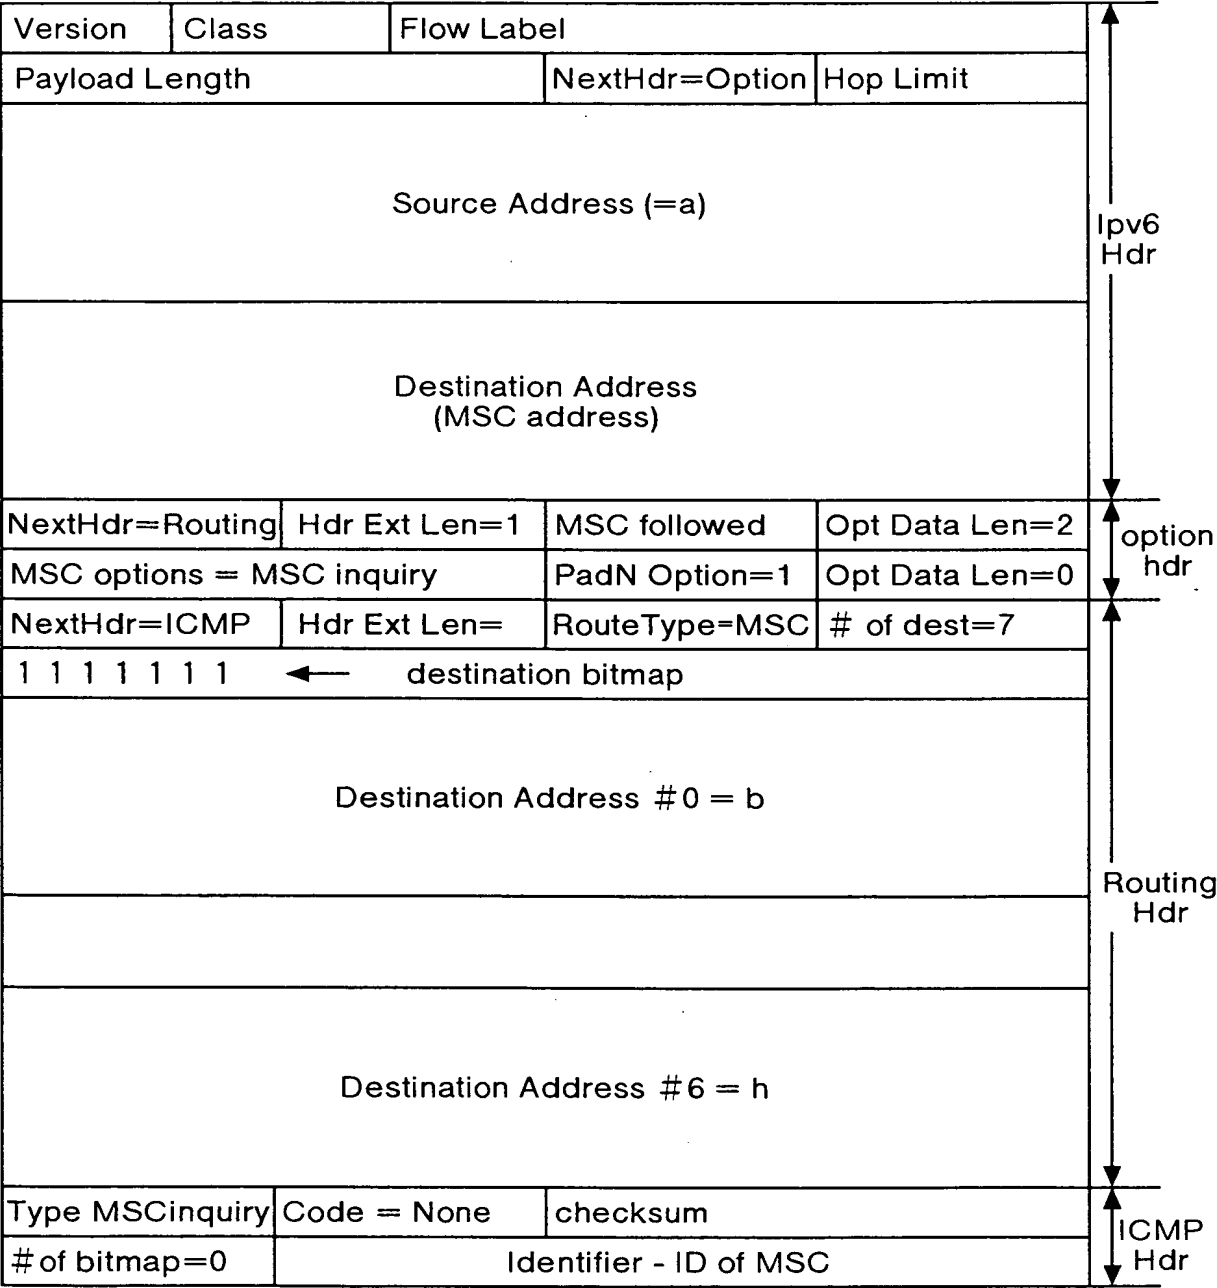 Version Class Flow Label
Payload Length NextHdr=Option Hop Limit
Source Address (=a)
Ipv6
Hdr
Destination Address
(MSC address)
NextHdr=Routing Hdr Ext Len=1 MSC followed Opt Data Len=2
MSC options = MSC inquiry PadN Option=1 Opt Data Len=0
option
hdr
NextHdr=ICMP Hdr Ext Len= RouteType=MSC # of dest=7
1 1 1 1 1 1 1 ← destination bitmap
Destination Address #0 = b
Routing
Hdr
Destination Address #6 = h
Type MSCinquiry Code = None checksum
#of bitmap=0 Identifier - ID of MSC
ICMP
Hdr